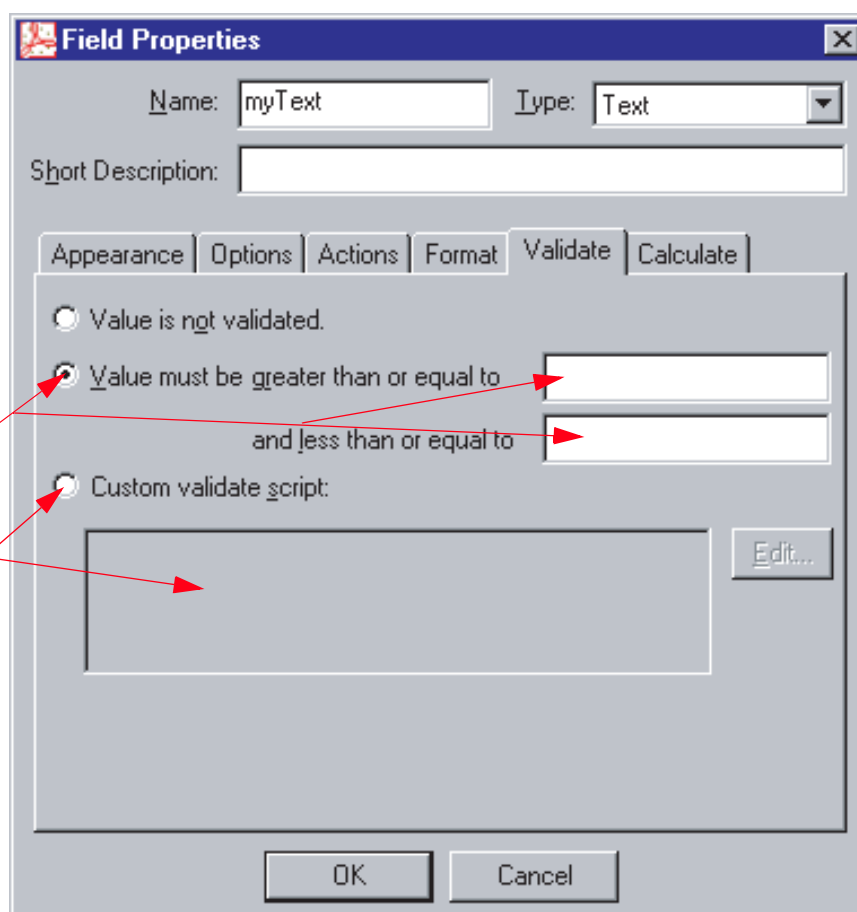 Field Properties
Name: myText Type: Text
Short Description:
Appearance Options Actions Format Validate Calculate
Value is not validated.
Value must be greater than or equal to
and less than or equal to
Custom validate script:
Edit...
OK Cancel